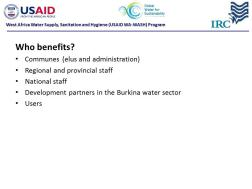 USAID
FROM THE AMERICAN PEOPLE
Global
Water for
Sustainability
West Africa Water Supply, Sanitation and Hygiene (USAID WA-WASH) Program
IRC
Who benefits?
• Communes (elus and administration)
• Regional and provincial staff
• National staff
• Development partners in the Burkina water sector
• Users